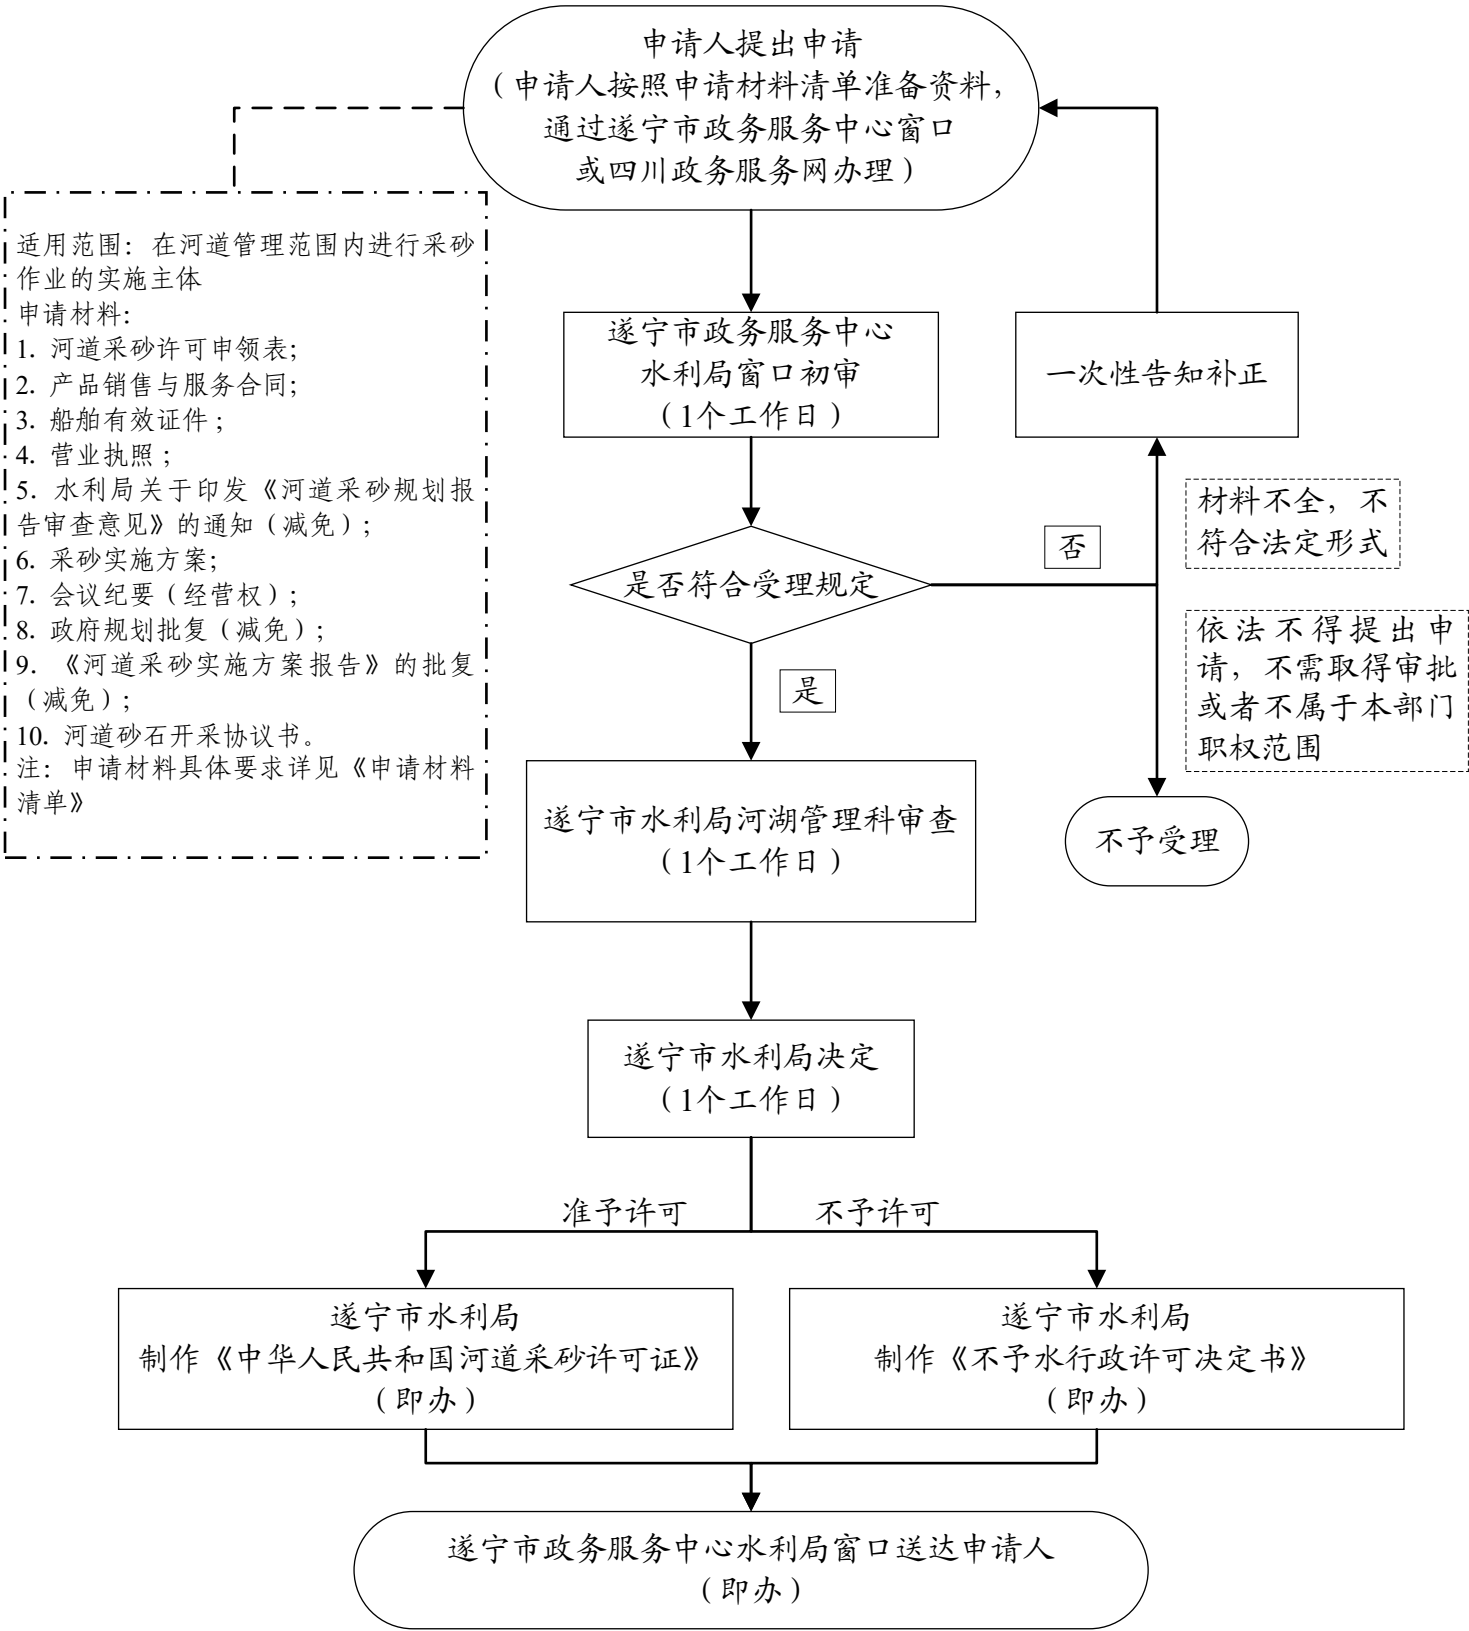 申请人提出申请
（申请人按照申请材料清单准备资料，
通过遂宁市政务服务中心窗口
或四川政务服务网办理）
适用范围：在河道管理范围内进行采砂
作业的实施主体
申请材料：
1. 河道采砂许可申领表；
2. 产品销售与服务合同；
3. 船舶有效证件；
4. 营业执照；
5. 水利局关于印发《河道采砂规划报
告审查意见》的通知（减免）；
6. 采砂实施方案；
7. 会议纪要（经营权）；
8. 政府规划批复（减免）；
9. 《河道采砂实施方案报告》的批复
（减免）；
10. 河道砂石开采协议书。
注：申请材料具体要求详见《申请材料
清单》
遂宁市政务服务中心
水利局窗口初审
（1个工作日）
一次性告知补正
是否符合受理规定
否
材料不全，不
符合法定形式
依法不得提出申
请，不需取得审批
或者不属于本部门
职权范围
是
不予受理
遂宁市水利局河湖管理科审查
（1个工作日）
遂宁市水利局决定
（1个工作日）
准予许可
不予许可
遂宁市水利局
制作《中华人民共和国河道采砂许可证》
（即办）
遂宁市水利局
制作《不予水行政许可决定书》
（即办）
遂宁市政务服务中心水利局窗口送达申请人
（即办）